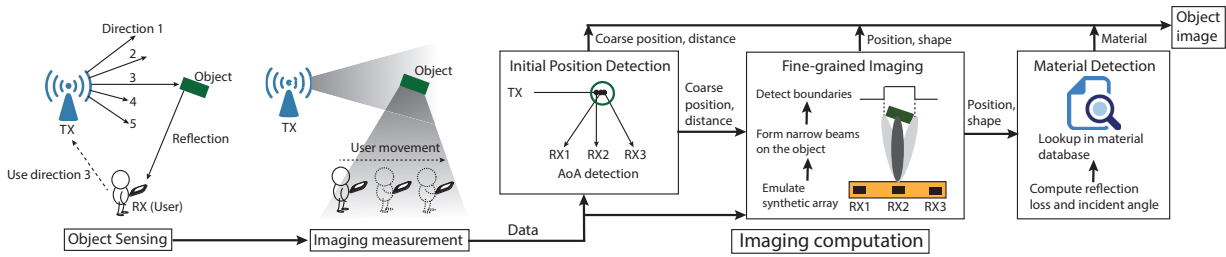 Direction 1
2
3
4
5
TX
Object
Reflection
Use direction 3
RX (User)
Object Sensing
TX
Object
User movement
Imaging measurement
Data
Coarse position, distance
Initial Position Detection
TX
RX1
RX2
RX3
AoA detection
Coarse
position,
distance
Position, shape
Fine-grained Imaging
Detect boundaries
Form narrow beams
on the object
Emulate
synthetic array
RX1
RX2
RX3
Imaging computation
Position,
shape
Material
Material Detection
Lookup in material
database
Compute reflection
loss and incident angle
Object
image